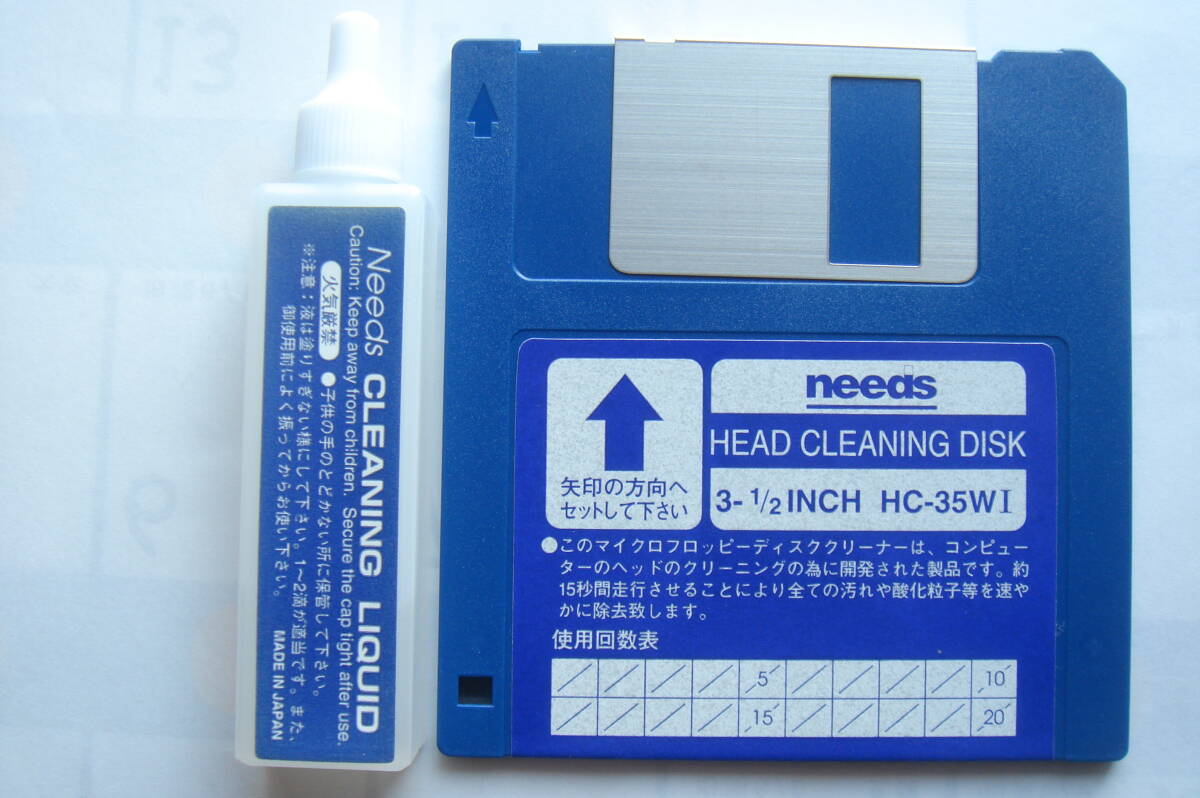 Needs CLEANING LIQUID
Caution: Keep away from children. Secure the cap tight after use.
火気厳禁 ●子供の手のとどかない所に保管して下さい。
※注意：液は塗りすぎない様にして下さい。1〜2滴が適当です。また、
御使用前によく振ってからお使い下さい。
MADE IN JAPAN
needs
HEAD CLEANING DISK
3-1/2 INCH HC-35WI
矢印の方向へ
セットして下さい
●このマイクロフロッピーディスククリーナーは、コンピュー
ターのヘッドのクリーニングの為に開発された製品です。約
15秒間走行させることにより全ての汚れや酸化粒子等を速や
かに除去致します。
使用回数表
5 10
15 20